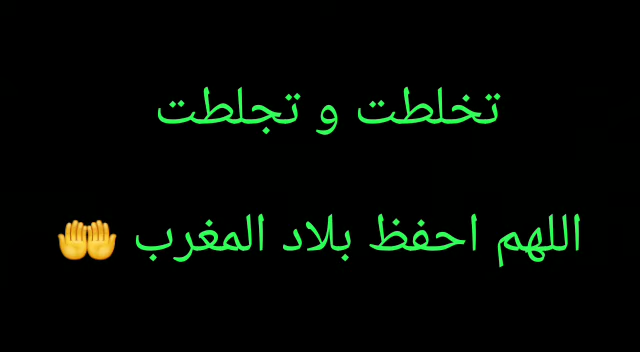 تخلطت و تجلطت
اللهم احفظ بلاد المغرب 🤲